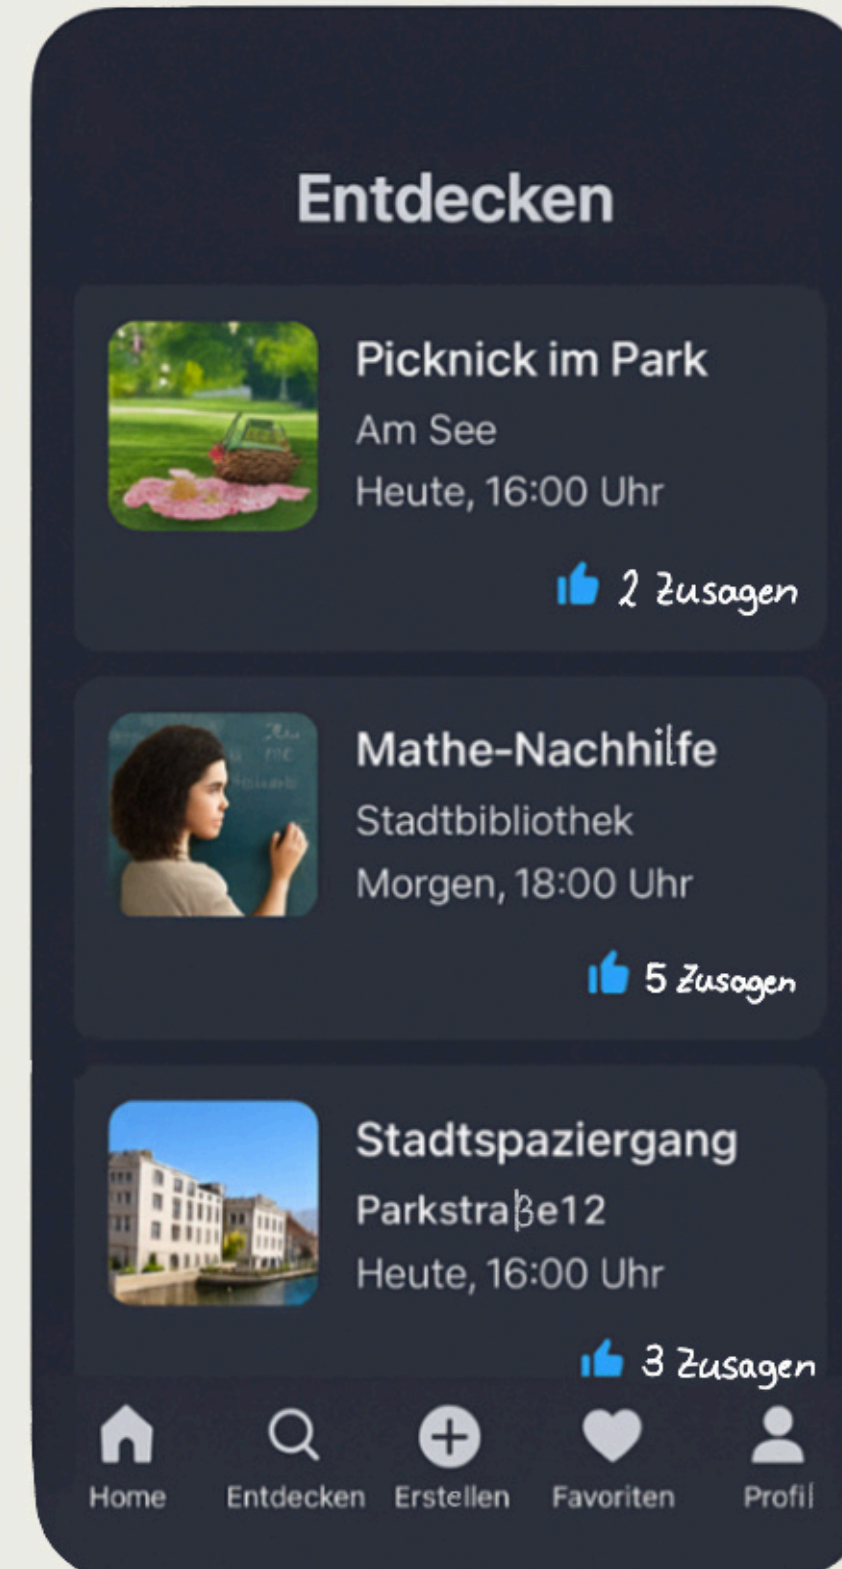 Entdecken
Picknick im Park
Am See
Heute, 16:00 Uhr
2 Zusagen
Mathe-Nachhilfe
Stadtbibliothek
Morgen, 18:00 Uhr
5 Zusagen
Stadtspaziergang
Parkstraße12
Heute, 16:00 Uhr
3 Zusagen
Home Entdecken Erstellen Favoriten Profil